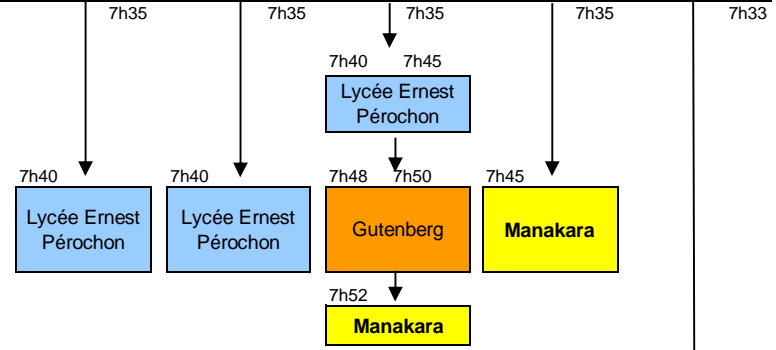 7h35 7h35 7h35 7h35 7h33
7h40 7h45
Lycée Ernest
Pérochon
7h40 7h40 7h48 7h50 7h45
Lycée Ernest
Pérochon
Lycée Ernest
Pérochon
Gutenberg
Manakara
7h52
Manakara